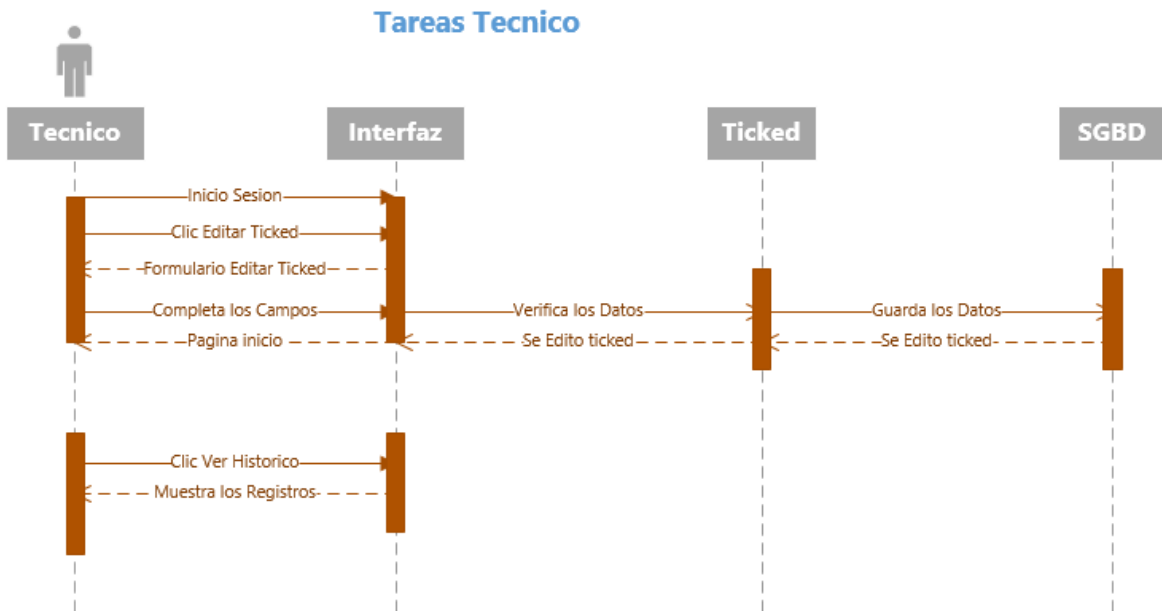 Tareas Tecnico
Tecnico
Interfaz
Ticked
SGBD
Inicio Sesion
Clic Editar Ticked
Formulario Editar Ticked
Completa los Campos
Verifica los Datos
Guarda los Datos
Pagina inicio
Se Edito ticked
Se Edito ticked
Clic Ver Historico
Muestra los Registros